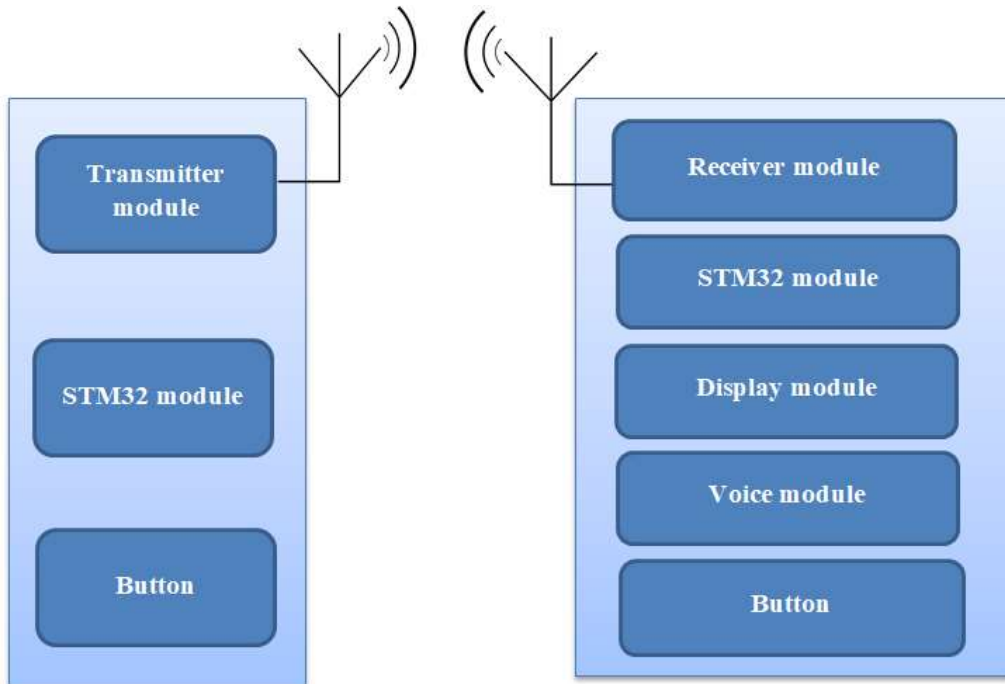 Transmitter
module
STM32 module
Button
Receiver module
STM32 module
Display module
Voice module
Button